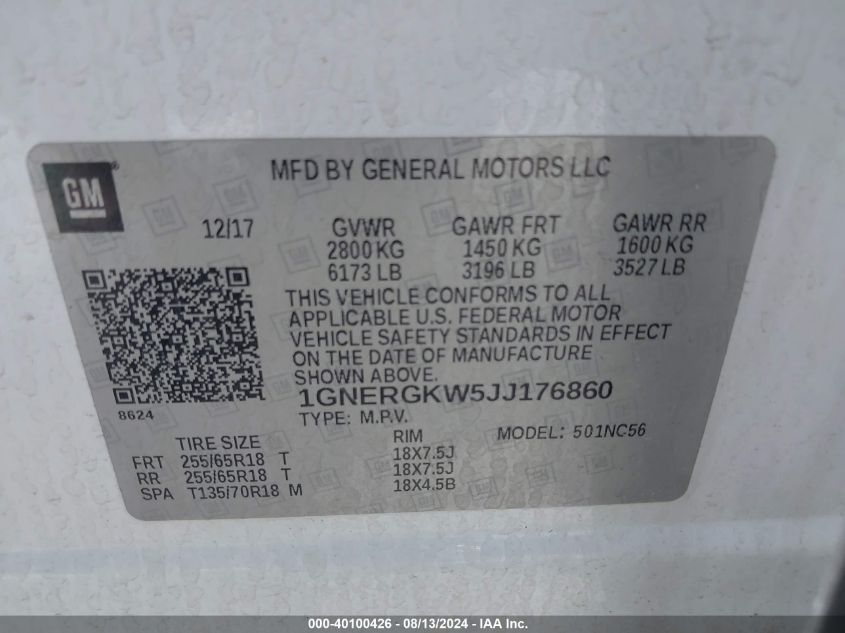 GM
MFD BY GENERAL MOTORS LLC
12/17 GVWR GAWR FRT GAWR RR
2800 KG 1450 KG 1600 KG
6173 LB 3196 LB 3527 LB
THIS VEHICLE CONFORMS TO ALL
APPLICABLE U.S. FEDERAL MOTOR
VEHICLE SAFETY STANDARDS IN EFFECT
ON THE DATE OF MANUFACTURE
SHOWN ABOVE.
8624
1GNERGKW5JJ176860
TYPE: M.P.V.
MODEL: 501NC56
TIRE SIZE RIM
FRT 255/65R18 T 18X7.5J
RR 255/65R18 T 18X7.5J
SPA T135/70R18 M 18X4.5B
000-40100426 - 08/13/2024 - IAA Inc.